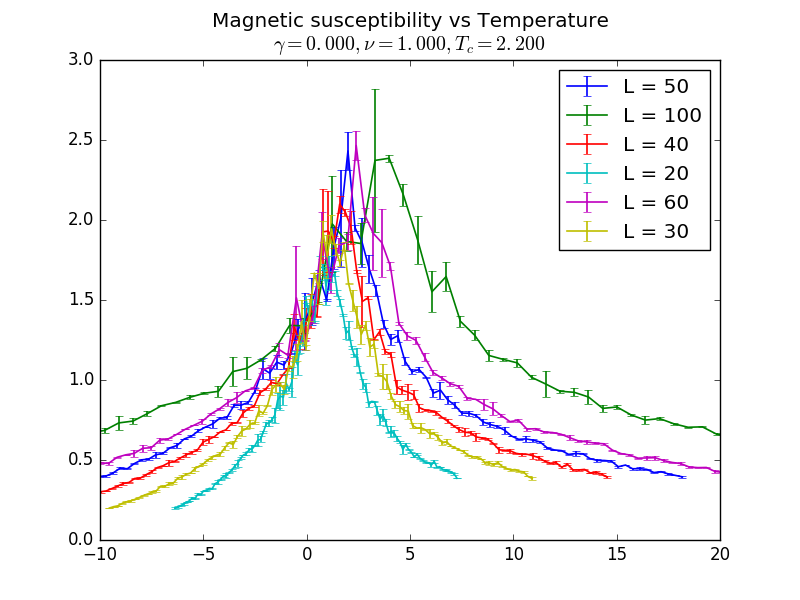 Magnetic susceptibility vs Temperature
γ = 0.000, ν = 1.000, T_c = 2.200
3.0
2.5
2.0
1.5
1.0
0.5
0.0
−10
−5
0
5
10
15
20
L = 50
L = 100
L = 40
L = 20
L = 60
L = 30